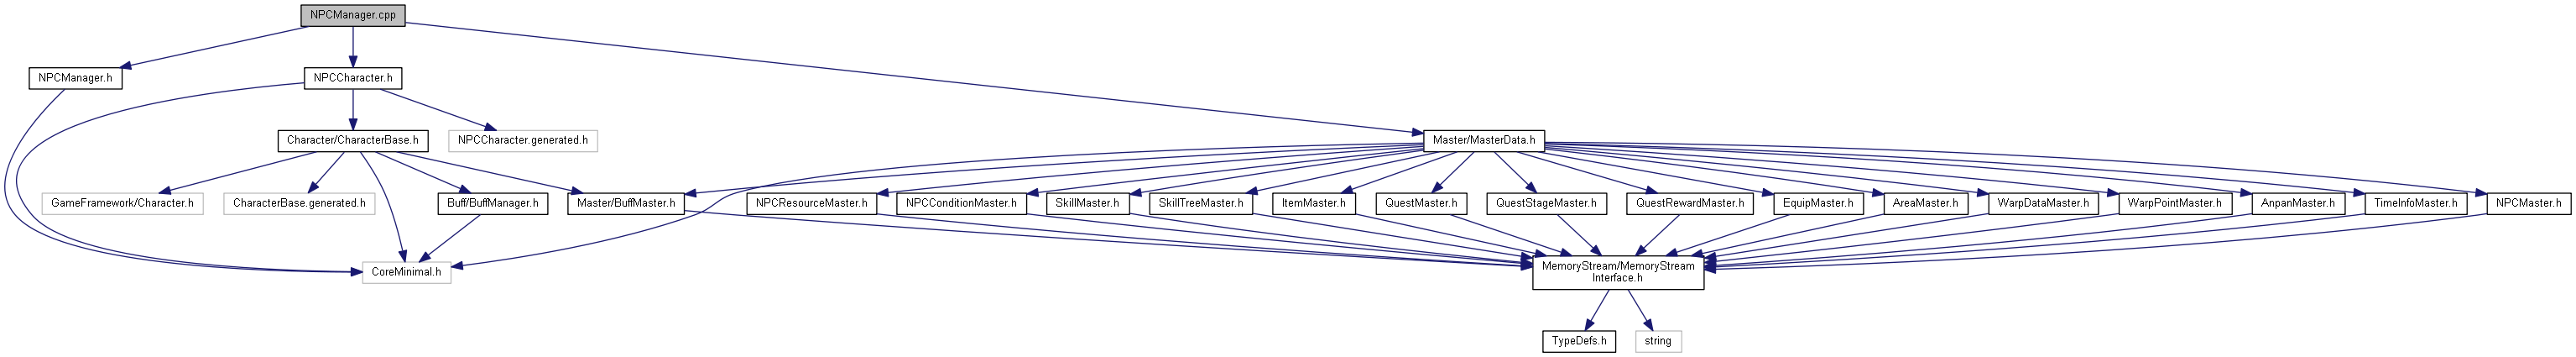 NPCManager.cpp
NPCManager.h
NPCCharacter.h
Character/CharacterBase.h
NPCCharacter.generated.h
Master/MasterData.h
GameFramework/Character.h
CharacterBase.generated.h
Buff/BuffManager.h
Master/BuffMaster.h
NPCResourceMaster.h
NPCConditionMaster.h
SkillMaster.h
SkillTreeMaster.h
ItemMaster.h
QuestMaster.h
QuestStageMaster.h
QuestRewardMaster.h
EquipMaster.h
AreaMaster.h
WarpDataMaster.h
WarpPointMaster.h
AnpanMaster.h
TimeInfoMaster.h
NPCMaster.h
CoreMinimal.h
MemoryStream/MemoryStream
Interface.h
TypeDefs.h
string